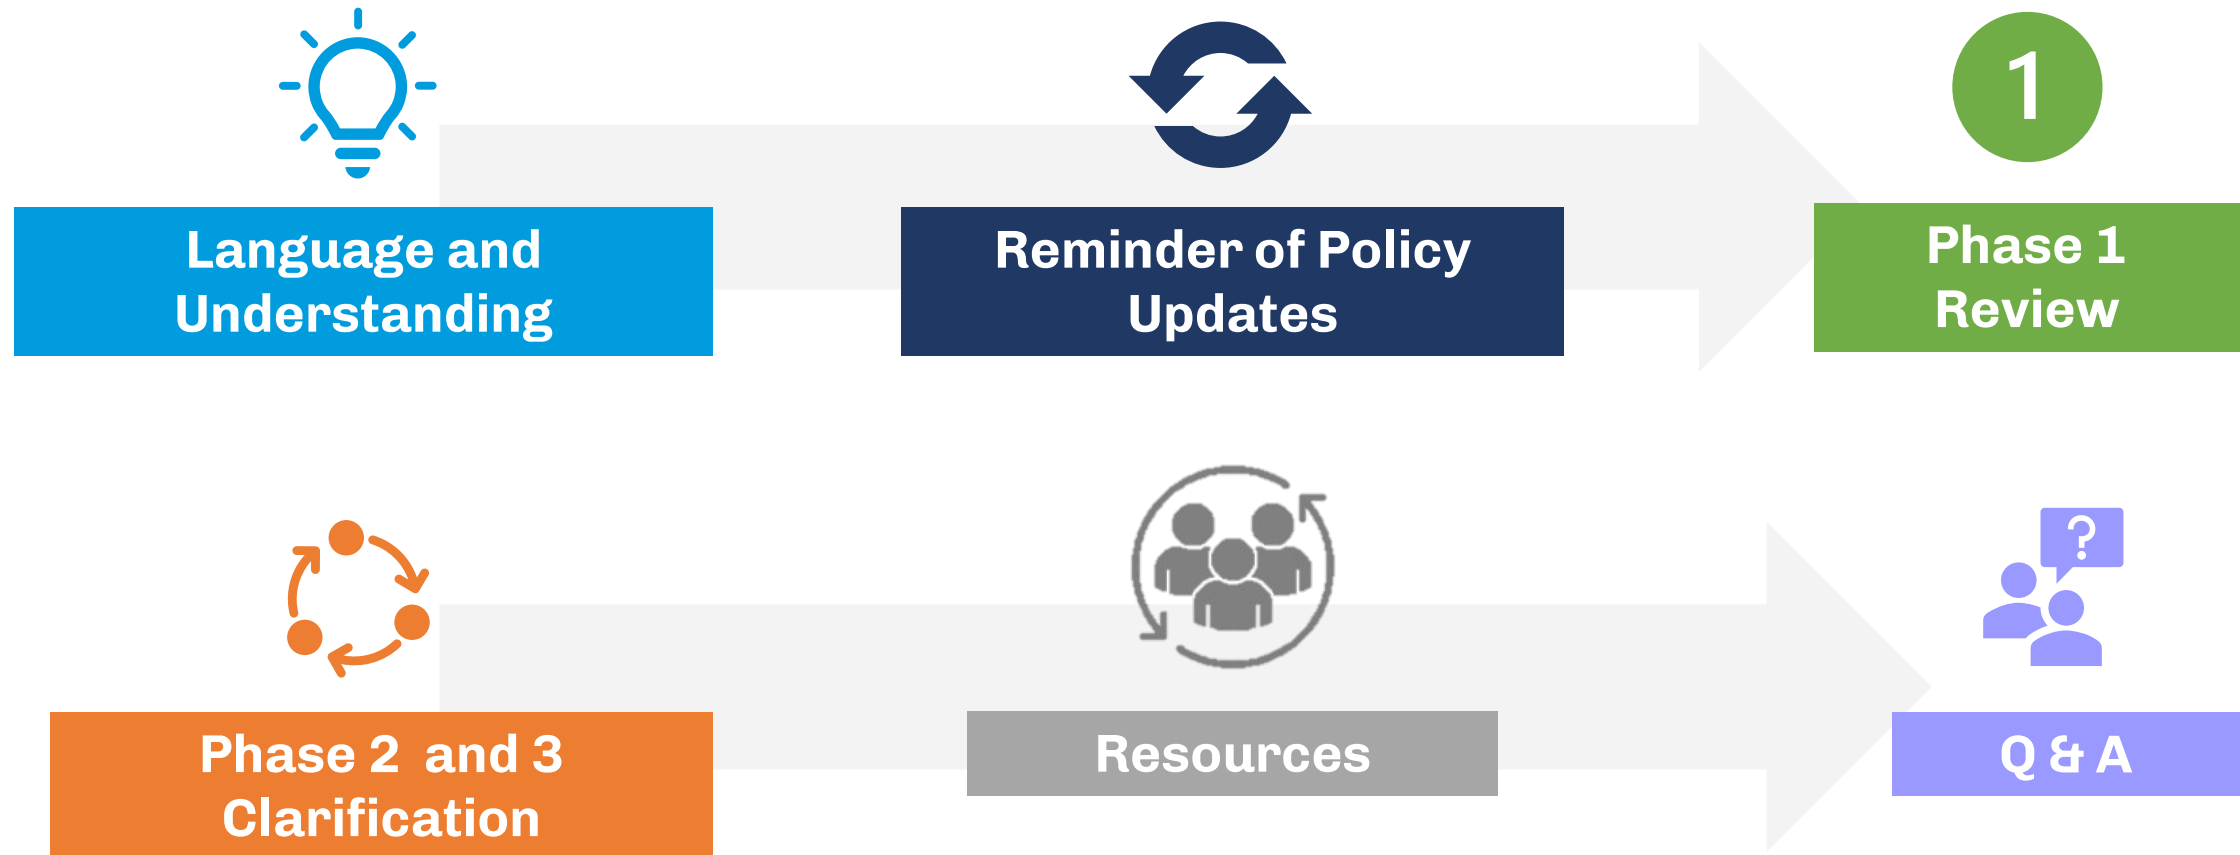 1
Language and
Understanding
Reminder of Policy
Updates
Phase 1
Review
?
Phase 2  and 3
Clarification
Resources
Q & A